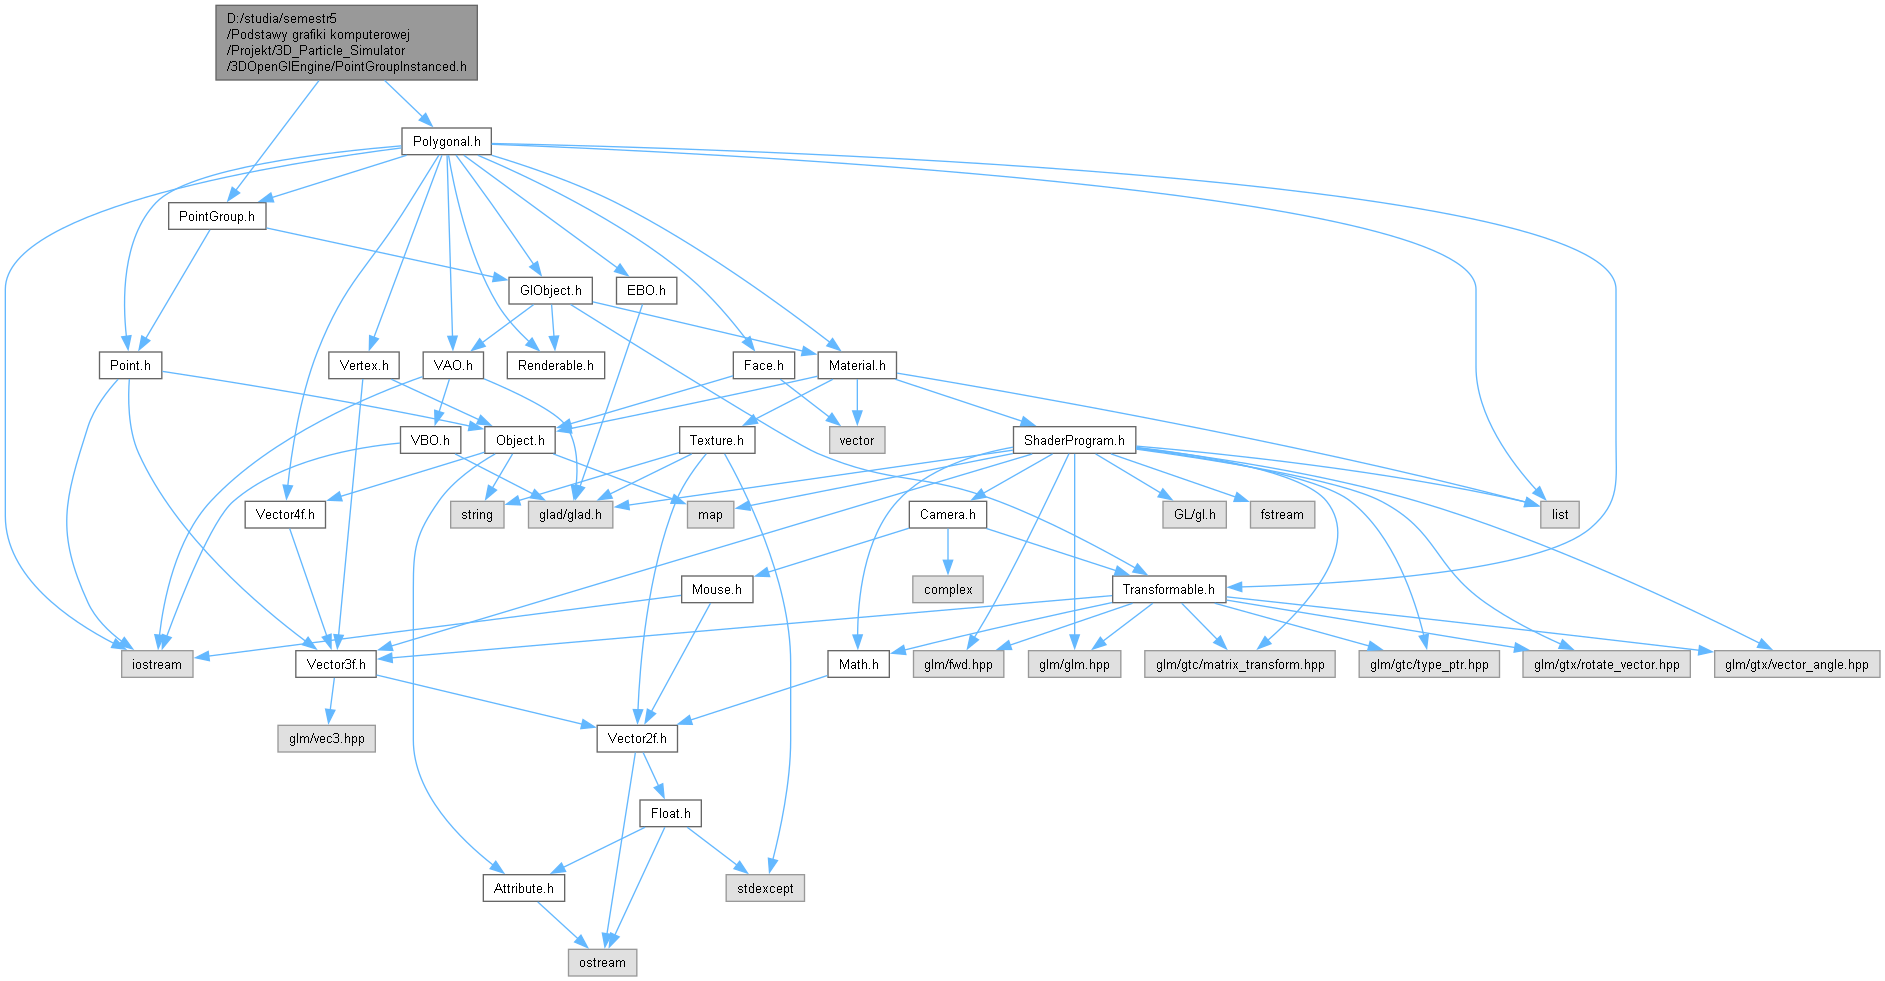 D:/studia/semestr5
/Podstawy grafiki komputerowej
/Projekt/3D_Particle_Simulator
/3DOpenGlEngine/PointGroupInstanced.h
Polygonal.h
PointGroup.h
GlObject.h
EBO.h
Point.h
Vertex.h
VAO.h
Renderable.h
Face.h
Material.h
VBO.h
Object.h
Texture.h
vector
ShaderProgram.h
Vector4f.h
string
glad/glad.h
map
Camera.h
GL/gl.h
fstream
list
Mouse.h
complex
Transformable.h
iostream
Vector3f.h
Math.h
glm/fwd.hpp
glm/glm.hpp
glm/gtc/matrix_transform.hpp
glm/gtc/type_ptr.hpp
glm/gtx/rotate_vector.hpp
glm/gtx/vector_angle.hpp
glm/vec3.hpp
Vector2f.h
Float.h
Attribute.h
stdexcept
ostream